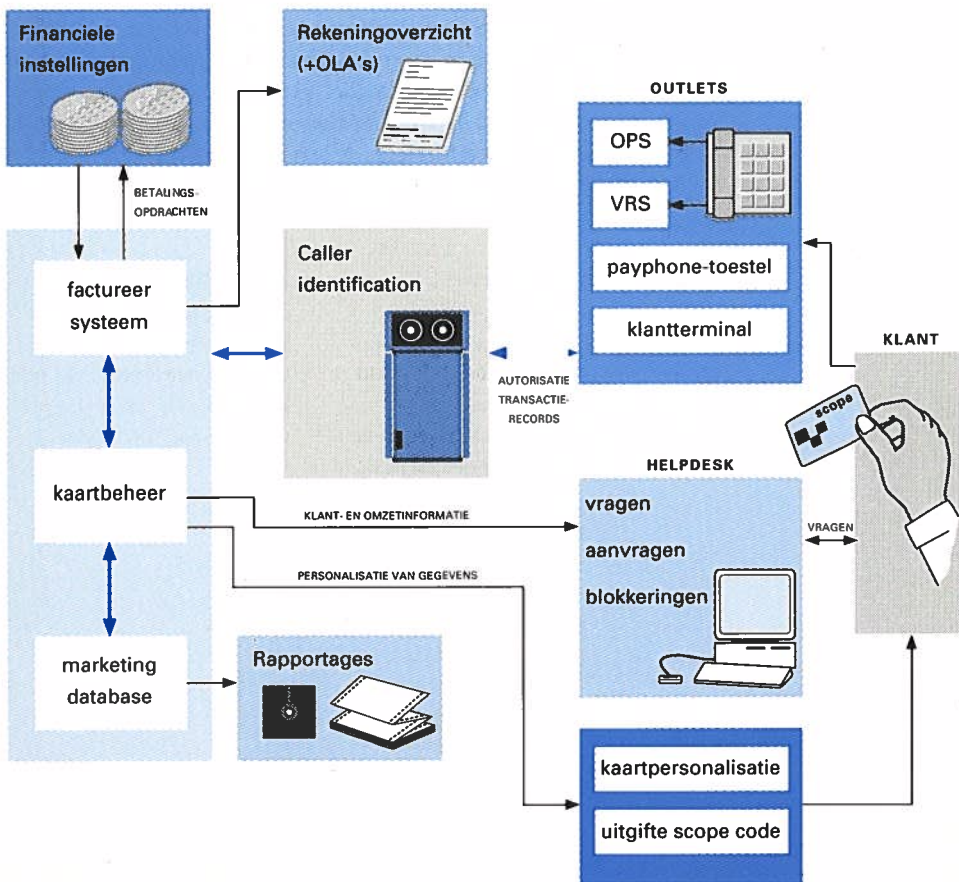 Financiele
instellingen
Rekeningoverzicht
(+OLA's)
OUTLETS
OPS
VRS
payphone-toestel
klantterminal
BETALINGS-
OPDRACHTEN
factureer
systeem
Caller
identification
AUTORISATIE
TRANSACTIE-
RECORDS
KLANT
scope
kaartbeheer
KLANT- EN OMZETINFORMATIE
HELPDESK
vragen
aanvragen
blokkeringen
VRAGEN
PERSONALISATIE VAN GEGEVENS
marketing
database
Rapportages
kaartpersonalisatie
uitgifte scope code